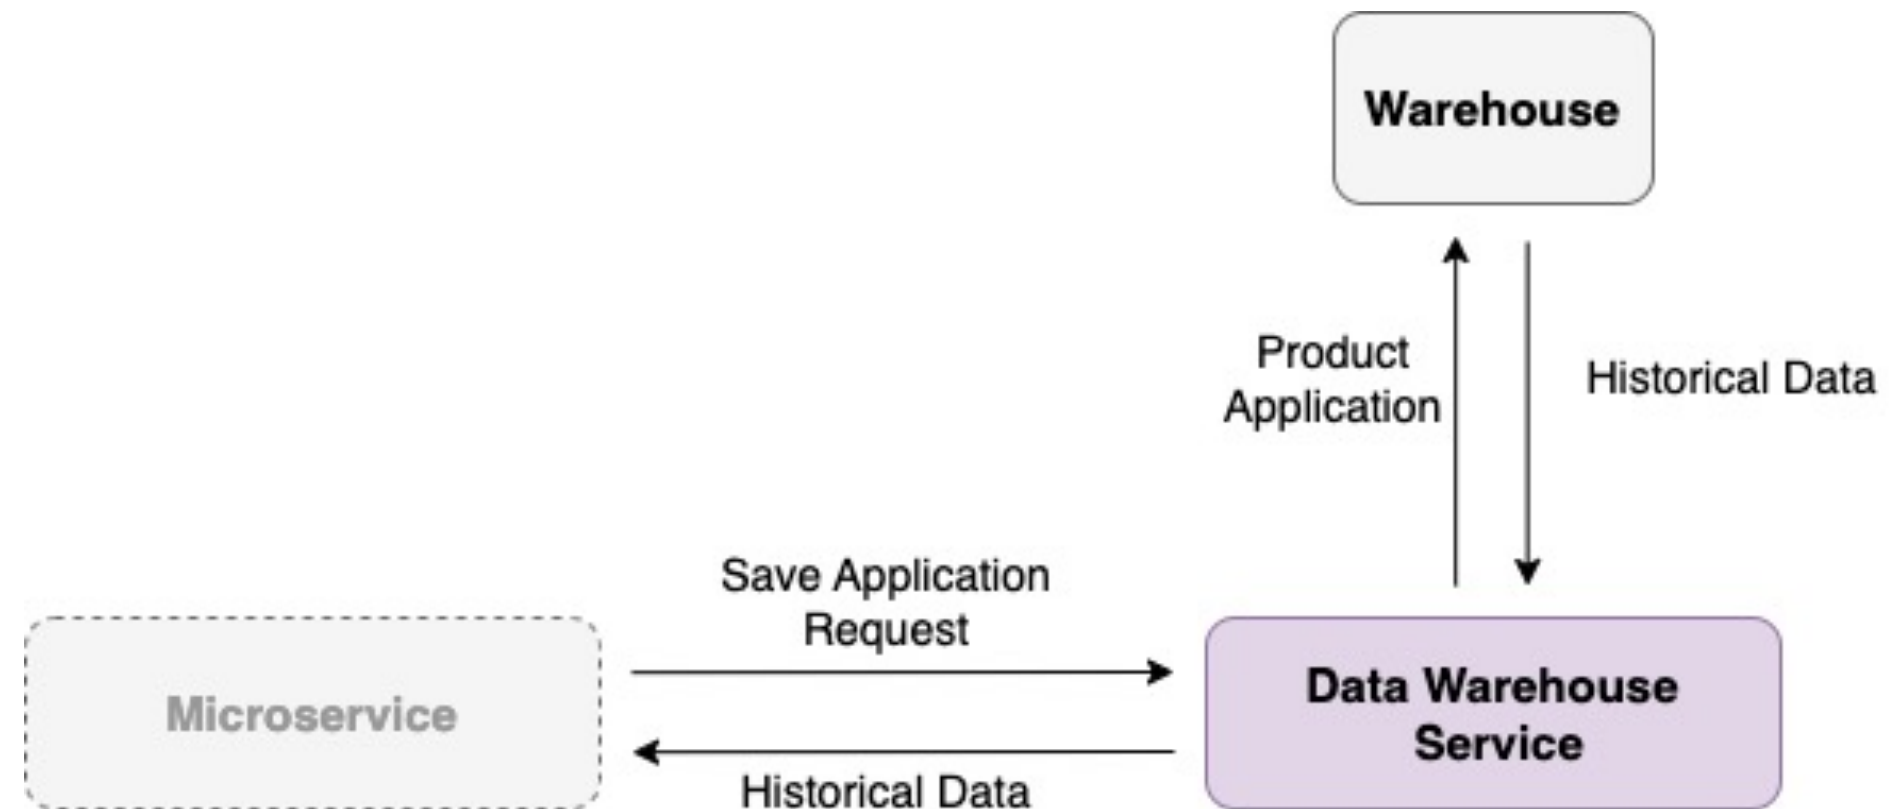 Warehouse
Product
Application
Historical Data
Save Application
Request
Microservice
Data Warehouse
Service
Historical Data